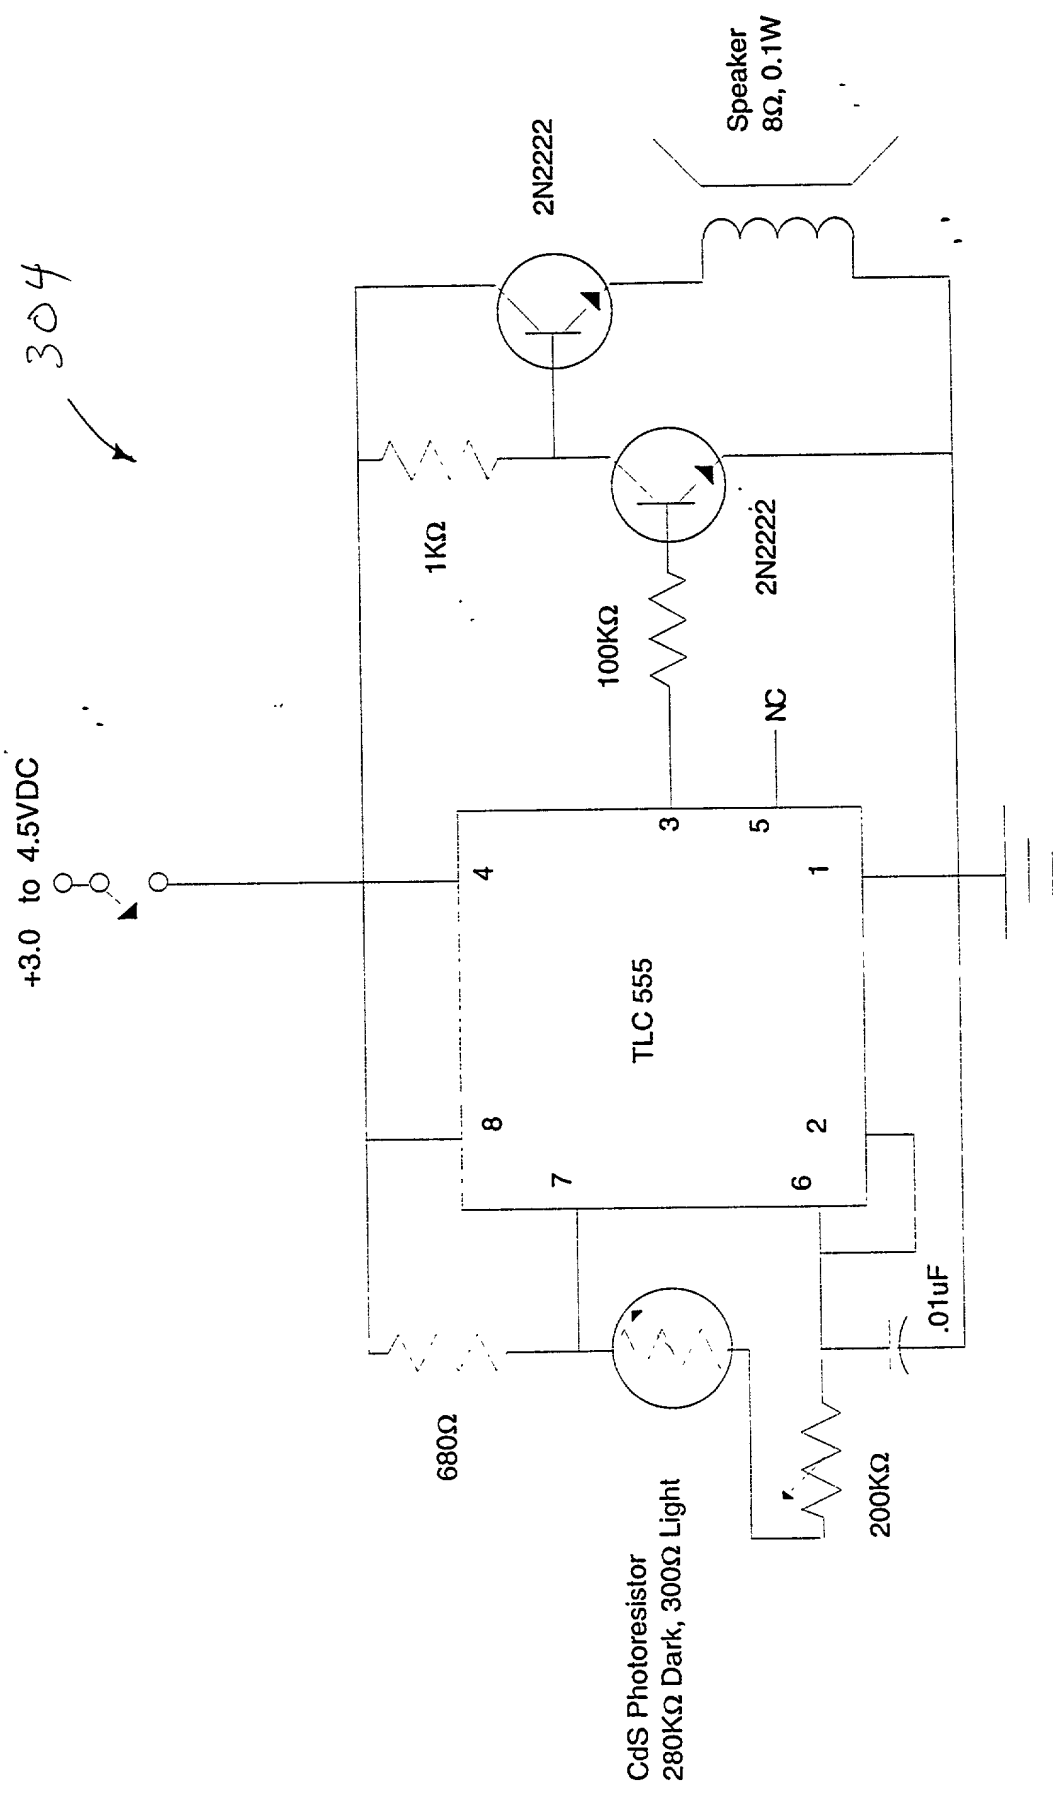 304
+3.0 to 4.5VDC
680Ω
1KΩ
2N2222
CdS Photoresistor
280KΩ Dark, 300Ω Light
7
8
4
TLC 555
100KΩ
3
2N2222
Speaker
8Ω, 0.1W
5
NC
6
2
1
200KΩ
.01uF